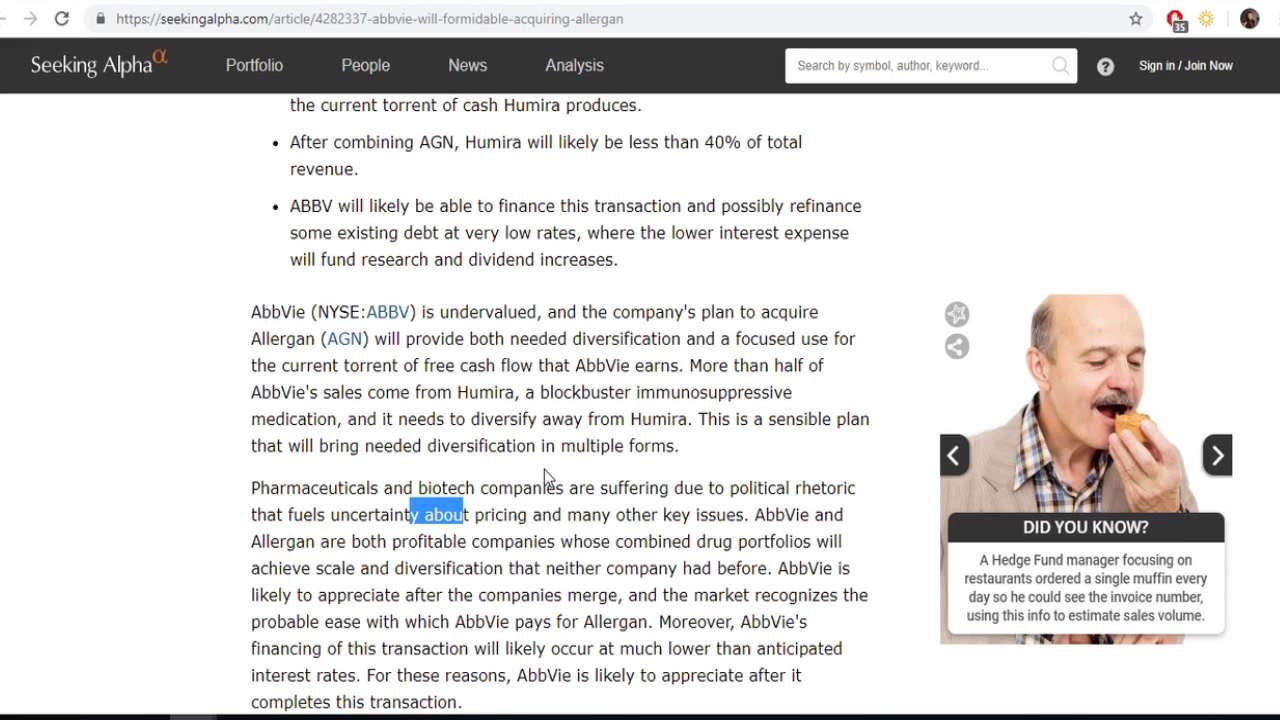 https://seekingalpha.com/article/4282337-abbvie-will-formidable-acquiring-allergan
35
Seeking Alpha α
Portfolio
People
News
Analysis
Search by symbol, author, keyword...
?
Sign in / Join Now
the current torrent of cash Humira produces.
• After combining AGN, Humira will likely be less than 40% of total
revenue.
• ABBV will likely be able to finance this transaction and possibly refinance
some existing debt at very low rates, where the lower interest expense
will fund research and dividend increases.
AbbVie (NYSE:ABBV) is undervalued, and the company's plan to acquire
Allergan (AGN) will provide both needed diversification and a focused use for
the current torrent of free cash flow that AbbVie earns. More than half of
AbbVie's sales come from Humira, a blockbuster immunosuppressive
medication, and it needs to diversify away from Humira. This is a sensible plan
that will bring needed diversification in multiple forms.
Pharmaceuticals and biotech companies are suffering due to political rhetoric
that fuels uncertainty about pricing and many other key issues. AbbVie and
Allergan are both profitable companies whose combined drug portfolios will
achieve scale and diversification that neither company had before. AbbVie is
likely to appreciate after the companies merge, and the market recognizes the
probable ease with which AbbVie pays for Allergan. Moreover, AbbVie's
financing of this transaction will likely occur at much lower than anticipated
interest rates. For these reasons, AbbVie is likely to appreciate after it
completes this transaction.
DID YOU KNOW?
A Hedge Fund manager focusing on
restaurants ordered a single muffin every
day so he could see the invoice number,
using this info to estimate sales volume.